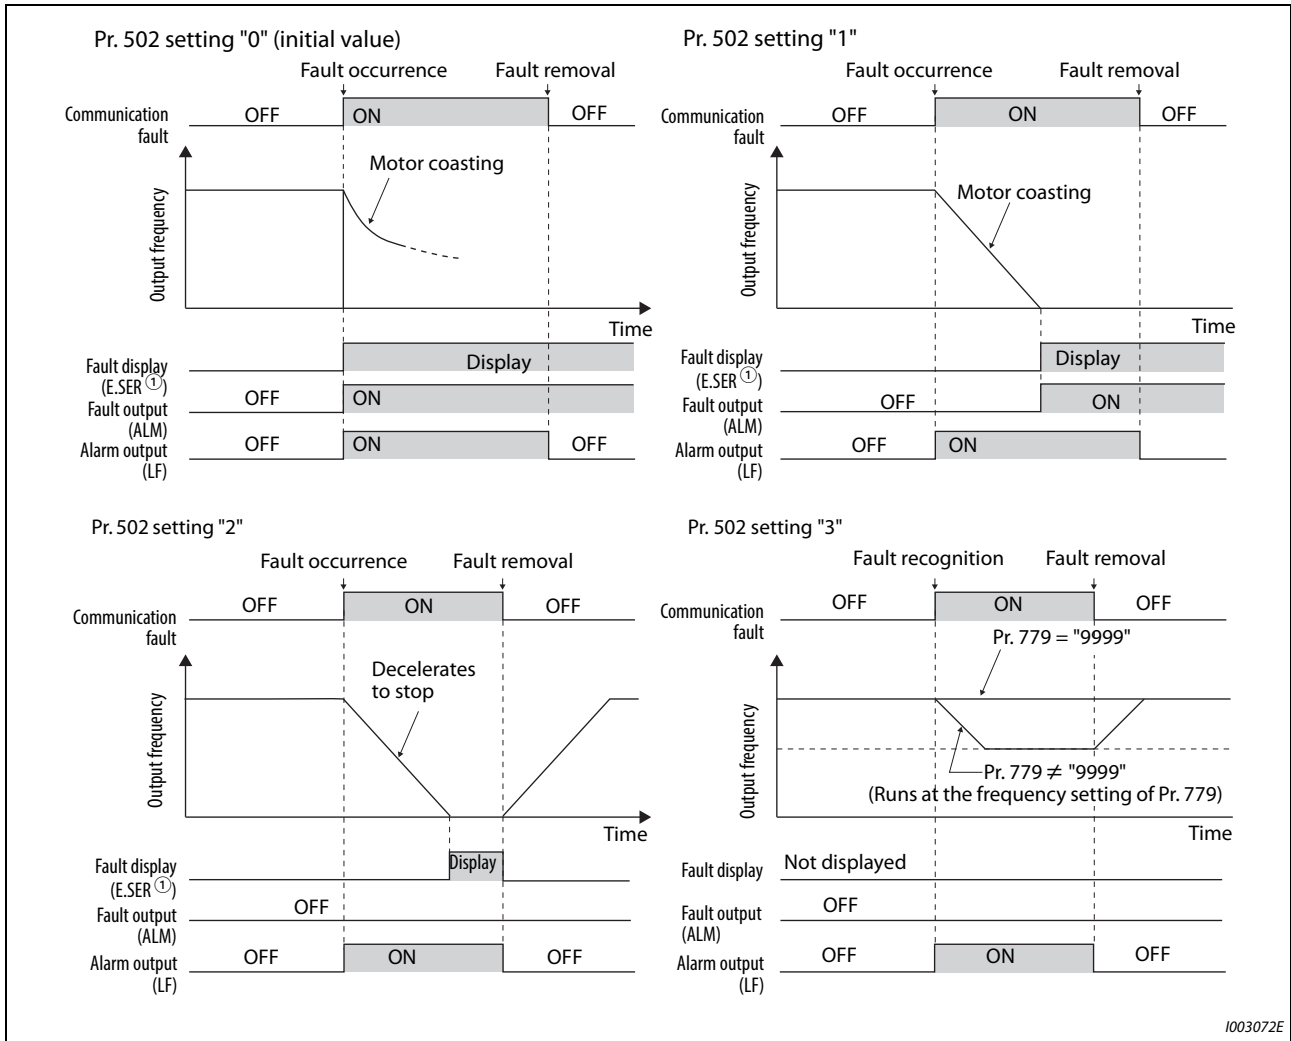 Pr. 502 setting "0" (initial value)
Fault occurrence Fault removal
Communication fault
OFF ON OFF
Output frequency
Motor coasting
Time
Fault display
(E.SER ①)
Display
Fault output
(ALM)
OFF ON
Alarm output
(LF)
OFF ON OFF
Pr. 502 setting "1"
Fault occurrence Fault removal
Communication fault
OFF ON OFF
Output frequency
Motor coasting
Time
Fault display
(E.SER ①)
Display
Fault output
(ALM)
OFF ON
Alarm output
(LF)
OFF ON OFF
Pr. 502 setting "2"
Fault occurrence Fault removal
Communication fault
OFF ON OFF
Output frequency
Decelerates
to stop
Time
Fault display
(E.SER ①)
Display
Fault output
(ALM)
OFF
Alarm output
(LF)
OFF ON OFF
Pr. 502 setting "3"
Fault recognition Fault removal
Communication fault
OFF ON OFF
Pr. 779 = "9999"
Output frequency
Pr. 779 ≠ "9999"
(Runs at the frequency setting of Pr. 779)
Time
Fault display
Not displayed
Fault output
(ALM)
OFF
Alarm output
(LF)
OFF ON OFF
I003072E